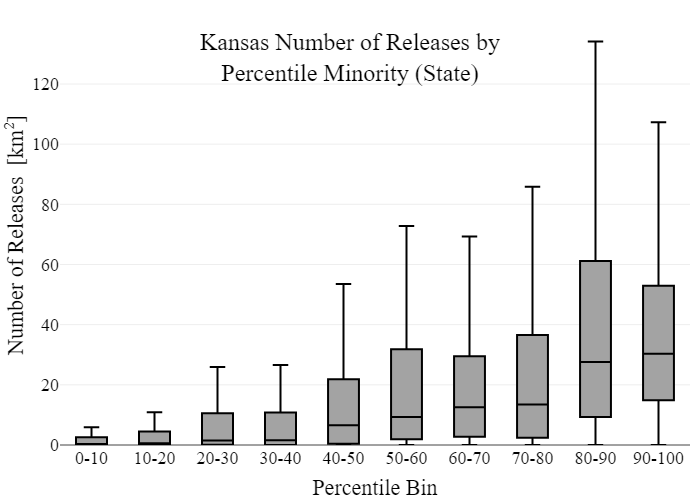 Kansas Number of Releases by
Percentile Minority (State)
Number of Releases [km²]
120
100
80
60
40
20
0
0-10 10-20 20-30 30-40 40-50 50-60 60-70 70-80 80-90 90-100
Percentile Bin